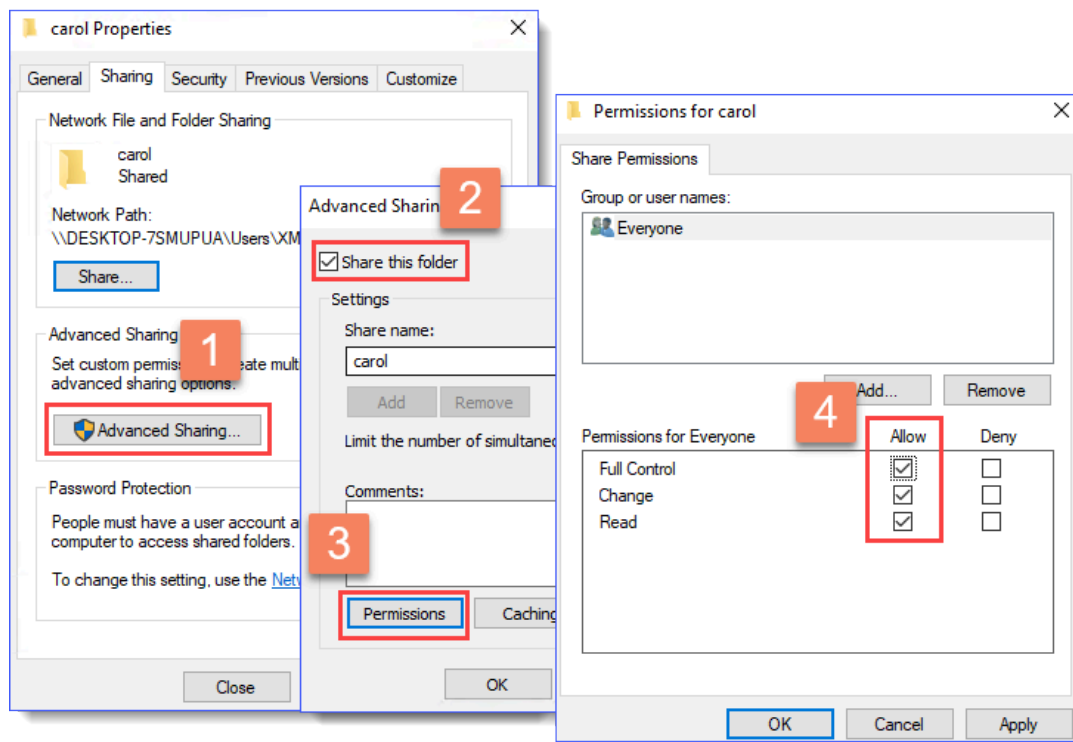 carol Properties
General Sharing Security Previous Versions Customize
Network File and Folder Sharing
carol
Shared
Network Path:
\\DESKTOP-7SMUPUA\Users\XM
Share...
Advanced Sharing
1
Set custom
advanced sharing options.
Advanced Sharing...
Password Protection
People must have a user account a
computer to access shared folders.
To change this setting, use the
Close
Advanced Sharin
2
Share this folder
Settings
Share name:
carol
Add Remove
Limit the number of simultaneo
Comments:
3
Permissions Caching
OK
Permissions for carol
Share Permissions
Group or user names:
Everyone
Add... Remove
4
Permissions for Everyone Allow Deny
Full Control
Change
Read
OK Cancel Apply